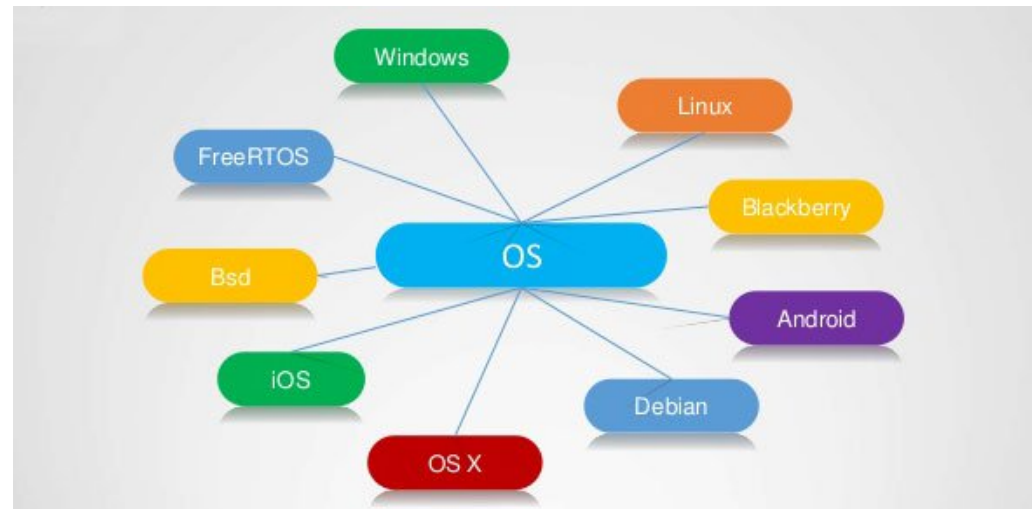 Windows
Linux
FreeRTOS
Blackberry
OS
Bsd
Android
iOS
Debian
OS X